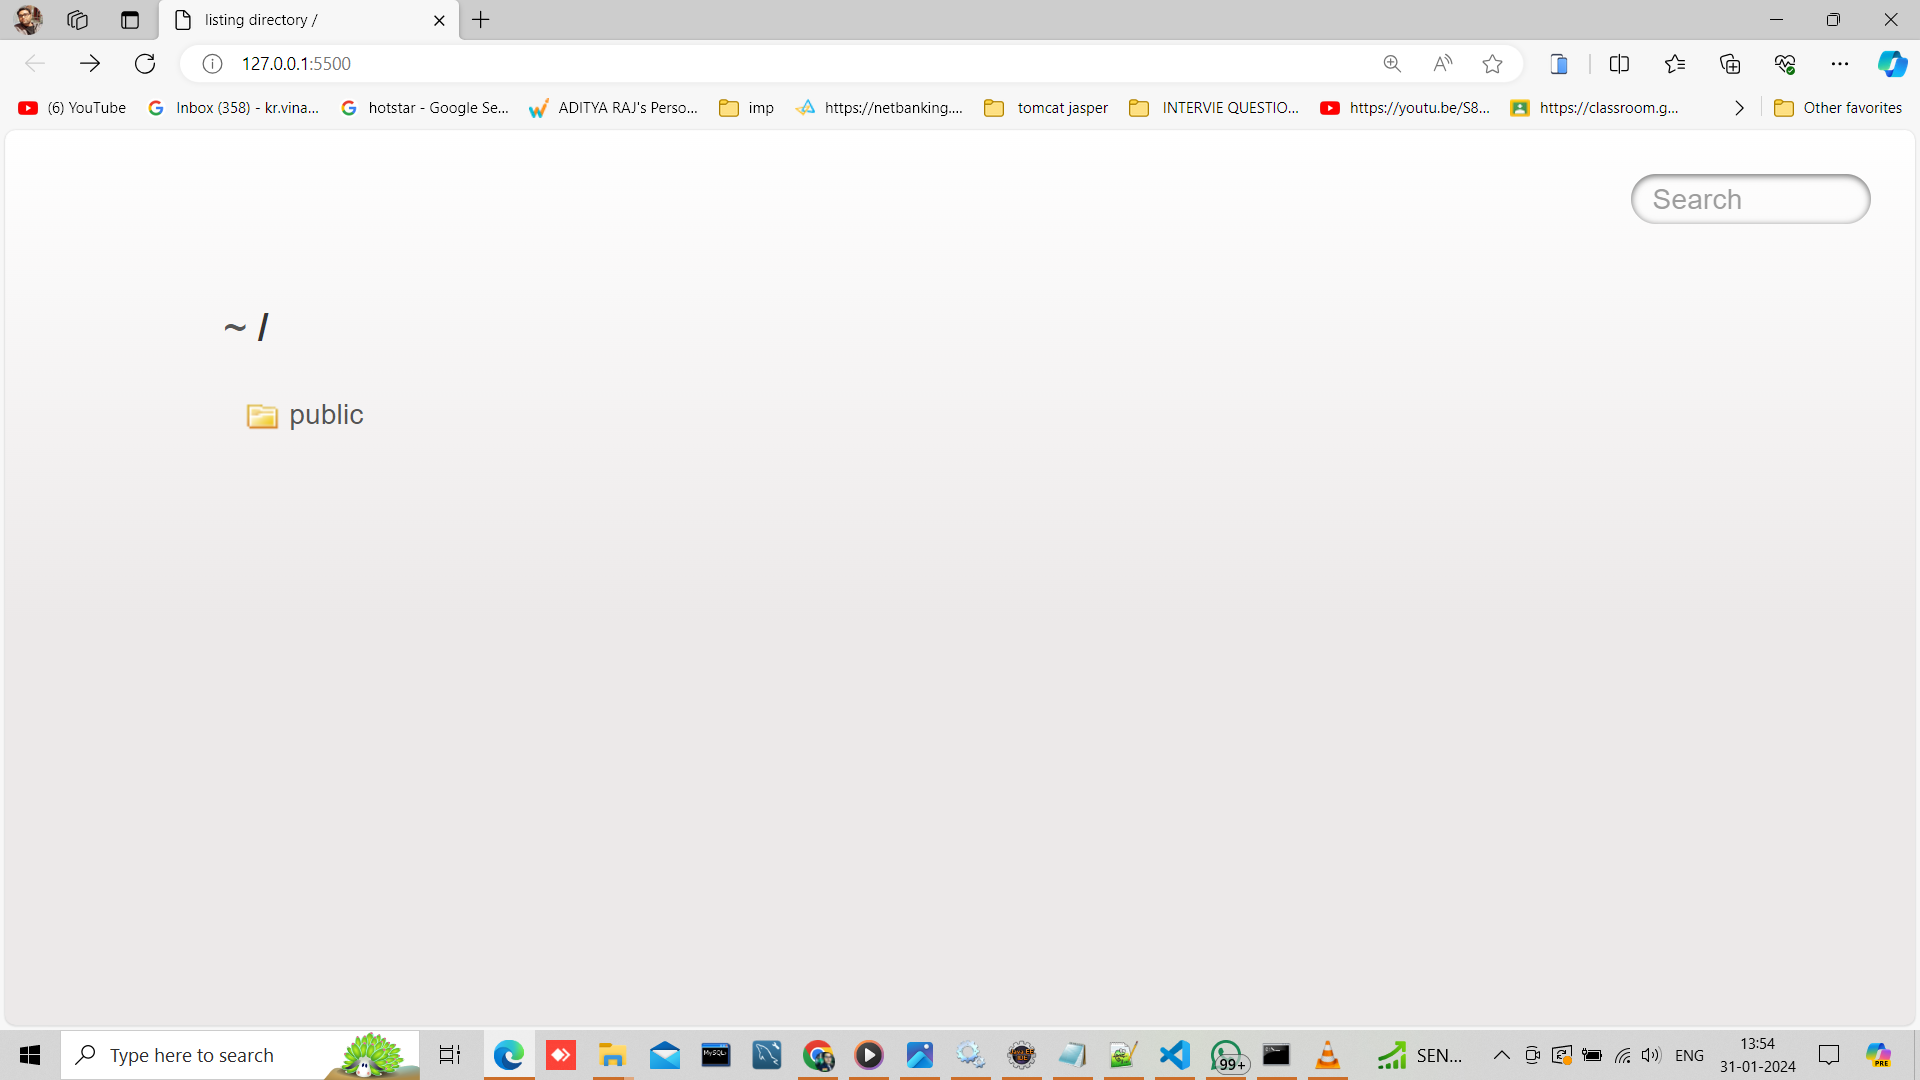 listing directory /
127.0.0.1:5500
(6) YouTube
Inbox (358) - kr.vina...
hotstar - Google Se...
ADITYA RAJ's Perso...
imp
https://netbanking....
tomcat jasper
INTERVIE QUESTIO...
https://youtu.be/S8...
https://classroom.g...
Other favorites
Search
~ /
public
Type here to search
MySQL
99+
SEN...
ENG
13:54
31-01-2024
PRE